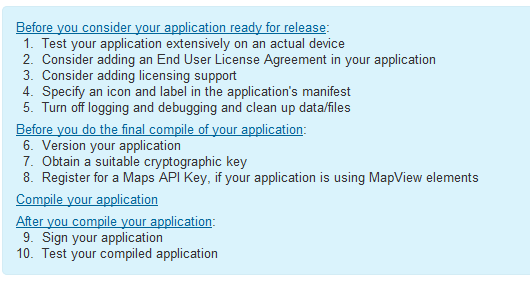 Before you consider your application ready for release:
1. Test your application extensively on an actual device
2. Consider adding an End User License Agreement in your application
3. Consider adding licensing support
4. Specify an icon and label in the application's manifest
5. Turn off logging and debugging and clean up data/files
Before you do the final compile of your application:
6. Version your application
7. Obtain a suitable cryptographic key
8. Register for a Maps API Key, if your application is using MapView elements
Compile your application
After you compile your application:
9. Sign your application
10. Test your compiled application